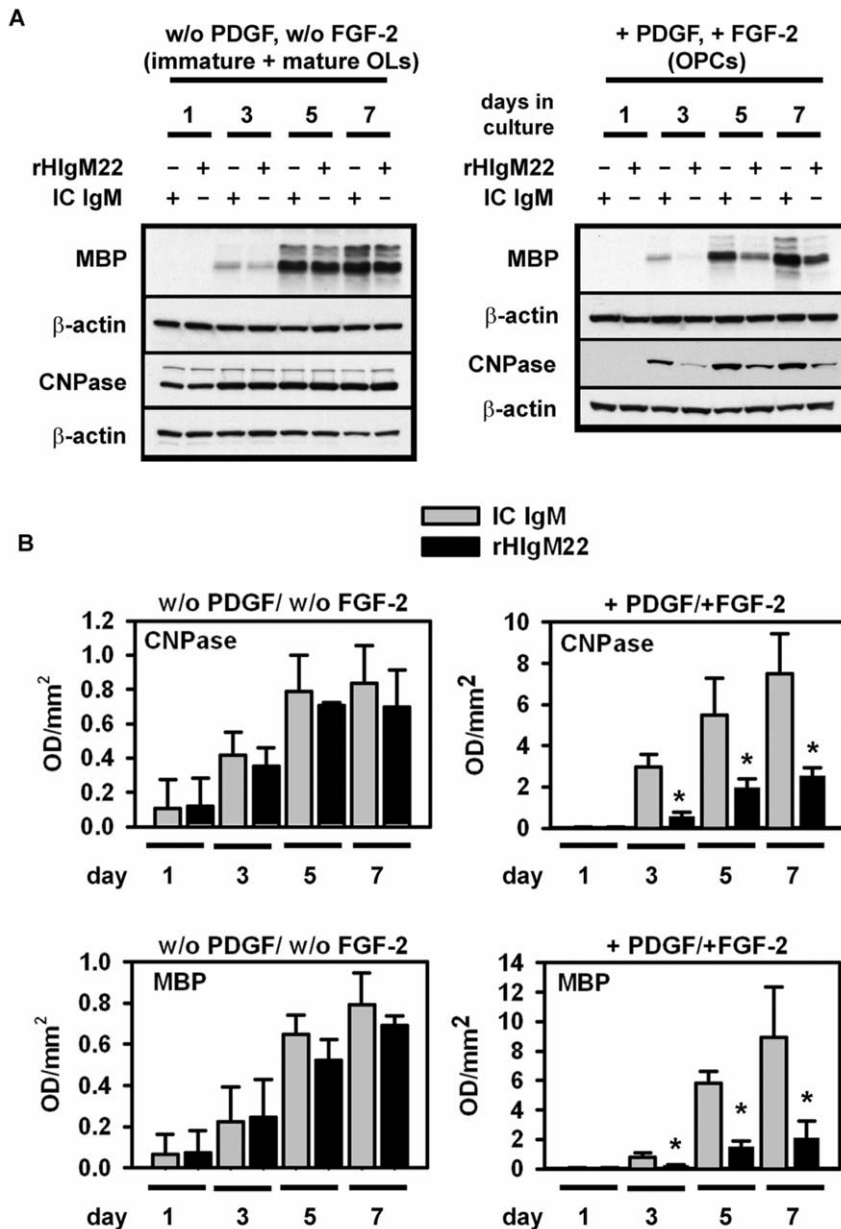 A
w/o PDGF, w/o FGF-2
(immature + mature OLs)
1 3 5 7
rHIgM22 – + – + – + – +
IC IgM + – + – + – + –
MBP
β-actin
CNPase
β-actin
+ PDGF, + FGF-2
(OPCs)
days in
culture
1 3 5 7
rHIgM22 – + – + – + – +
IC IgM + – + – + – + –
MBP
β-actin
CNPase
β-actin
IC IgM
rHIgM22
B
w/o PDGF/ w/o FGF-2
CNPase
OD/mm²
1.2
1.0
0.8
0.6
0.4
0.2
0.0
day 1 3 5 7
+ PDGF/+FGF-2
CNPase
OD/mm²
10
8
6
4
2
0
* * *
1 3 5 7
w/o PDGF/ w/o FGF-2
MBP
OD/mm²
1.0
0.8
0.6
0.4
0.2
0.0
day 1 3 5 7
+ PDGF/+FGF-2
MBP
OD/mm²
14
12
10
8
6
4
2
0
* * *
day 1 3 5 7